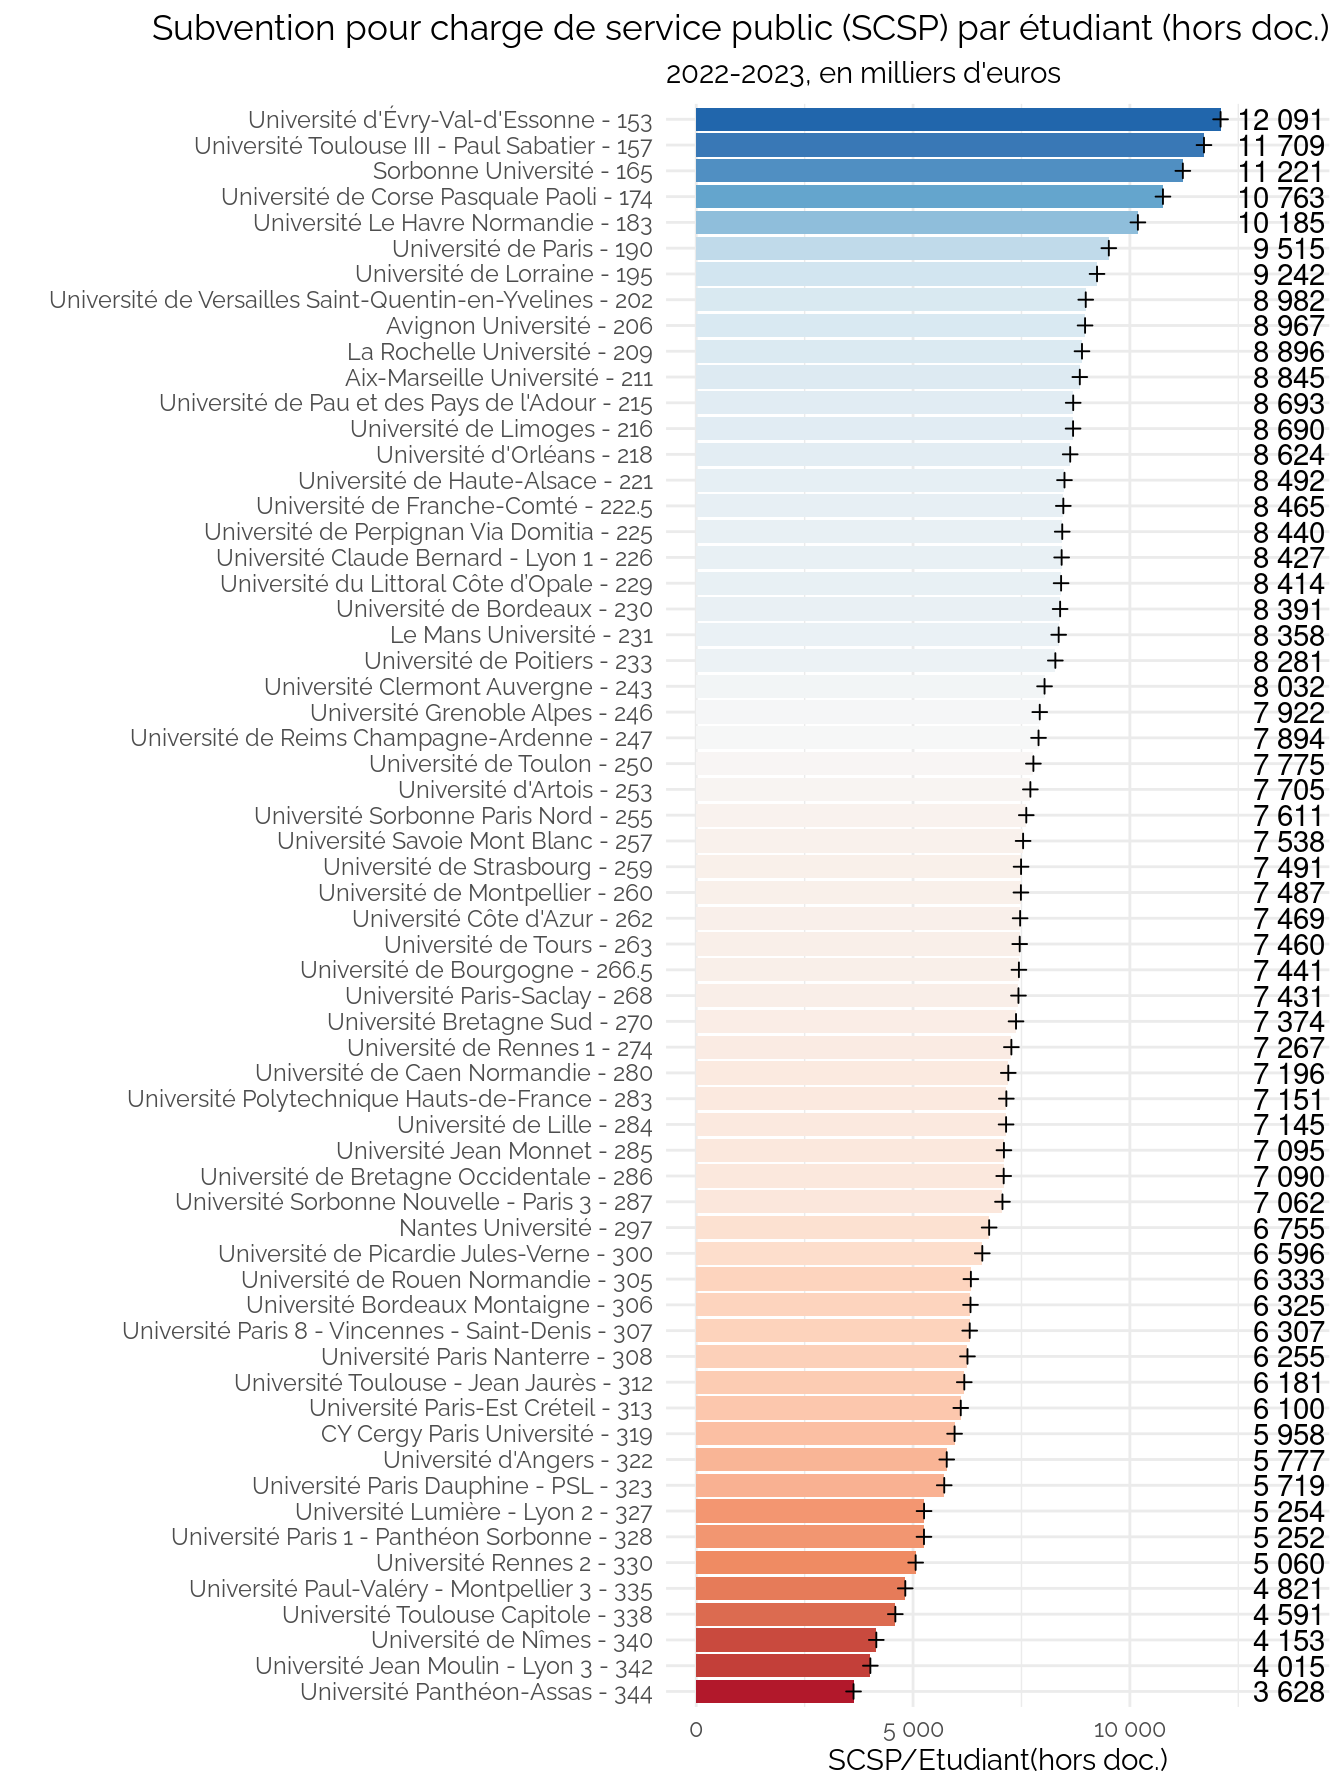 Subvention pour charge de service public (SCSP) par étudiant (hors doc.)
2022-2023, en milliers d'euros
Université d'Évry-Val-d'Essonne - 153 12 091
Université Toulouse III - Paul Sabatier - 157 11 709
Sorbonne Université - 165 11 221
Université de Corse Pasquale Paoli - 174 10 763
Université Le Havre Normandie - 183 10 185
Université de Paris - 190 9 515
Université de Lorraine - 195 9 242
Université de Versailles Saint-Quentin-en-Yvelines - 202 8 982
Avignon Université - 206 8 967
La Rochelle Université - 209 8 896
Aix-Marseille Université - 211 8 845
Université de Pau et des Pays de l'Adour - 215 8 693
Université de Limoges - 216 8 690
Université d'Orléans - 218 8 624
Université de Haute-Alsace - 221 8 492
Université de Franche-Comté - 222.5 8 465
Université de Perpignan Via Domitia - 225 8 440
Université Claude Bernard - Lyon 1 - 226 8 427
Université du Littoral Côte d’Opale - 229 8 414
Université de Bordeaux - 230 8 391
Le Mans Université - 231 8 358
Université de Poitiers - 233 8 281
Université Clermont Auvergne - 243 8 032
Université Grenoble Alpes - 246 7 922
Université de Reims Champagne-Ardenne - 247 7 894
Université de Toulon - 250 7 775
Université d'Artois - 253 7 705
Université Sorbonne Paris Nord - 255 7 611
Université Savoie Mont Blanc - 257 7 538
Université de Strasbourg - 259 7 491
Université de Montpellier - 260 7 487
Université Côte d'Azur - 262 7 469
Université de Tours - 263 7 460
Université de Bourgogne - 266.5 7 441
Université Paris-Saclay - 268 7 431
Université Bretagne Sud - 270 7 374
Université de Rennes 1 - 274 7 267
Université de Caen Normandie - 280 7 196
Université Polytechnique Hauts-de-France - 283 7 151
Université de Lille - 284 7 145
Université Jean Monnet - 285 7 095
Université de Bretagne Occidentale - 286 7 090
Université Sorbonne Nouvelle - Paris 3 - 287 7 062
Nantes Université - 297 6 755
Université de Picardie Jules-Verne - 300 6 596
Université de Rouen Normandie - 305 6 333
Université Bordeaux Montaigne - 306 6 325
Université Paris 8 - Vincennes - Saint-Denis - 307 6 307
Université Paris Nanterre - 308 6 255
Université Toulouse - Jean Jaurès - 312 6 181
Université Paris-Est Créteil - 313 6 100
CY Cergy Paris Université - 319 5 958
Université d'Angers - 322 5 777
Université Paris Dauphine - PSL - 323 5 719
Université Lumière - Lyon 2 - 327 5 254
Université Paris 1 - Panthéon Sorbonne - 328 5 252
Université Rennes 2 - 330 5 060
Université Paul-Valéry - Montpellier 3 - 335 4 821
Université Toulouse Capitole - 338 4 591
Université de Nîmes - 340 4 153
Université Jean Moulin - Lyon 3 - 342 4 015
Université Panthéon-Assas - 344 3 628
0 5 000 10 000
SCSP/Etudiant(hors doc.)